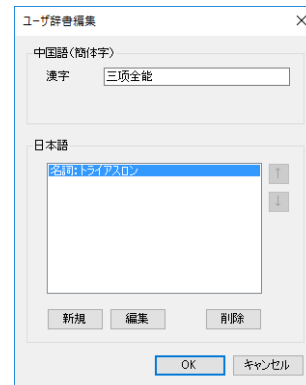 ユーザ辞書編集
中国語(簡体字)
漢字 三项全能
日本語
名詞:トライアスロン
↑
↓
新規 編集 削除
OK キャンセル